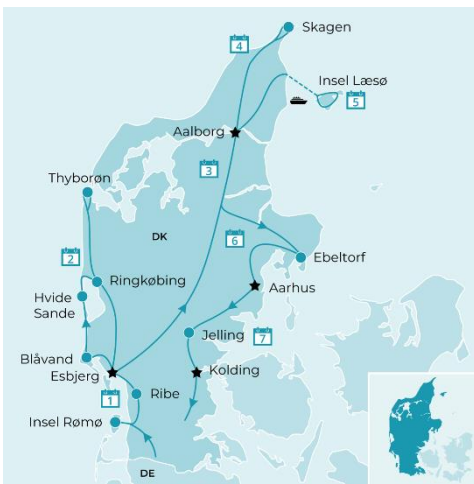 Skagen
4
Insel Læsø
5
Aalborg
3
Thyborøn
DK
6
2
Ebeltorf
Ringkøbing
Aarhus
Hvide
Sande
Jelling
7
Blåvand
Kolding
Esbjerg
1
Ribe
Insel Rømø
DE